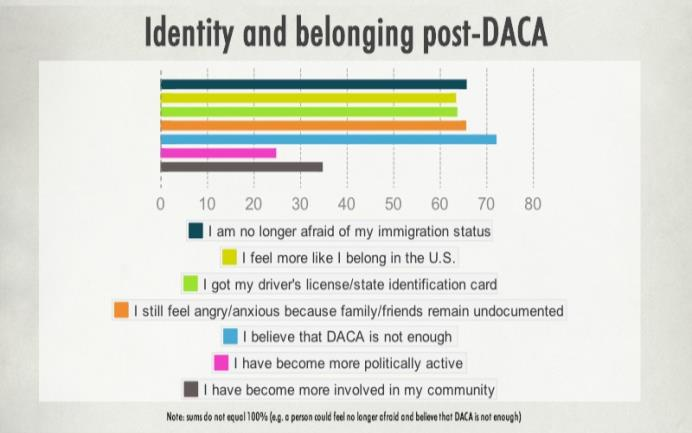 Identity and belonging post-DACA
0 10 20 30 40 50 60 70 80
I am no longer afraid of my immigration status
I feel more like I belong in the U.S.
I got my driver's license/state identification card
I still feel angry/anxious because family/friends remain undocumented
I believe that DACA is not enough
I have become more politically active
I have become more involved in my community
Note: sums do not equal 100% (e.g. a person could feel no longer afraid and believe that DACA is not enough)